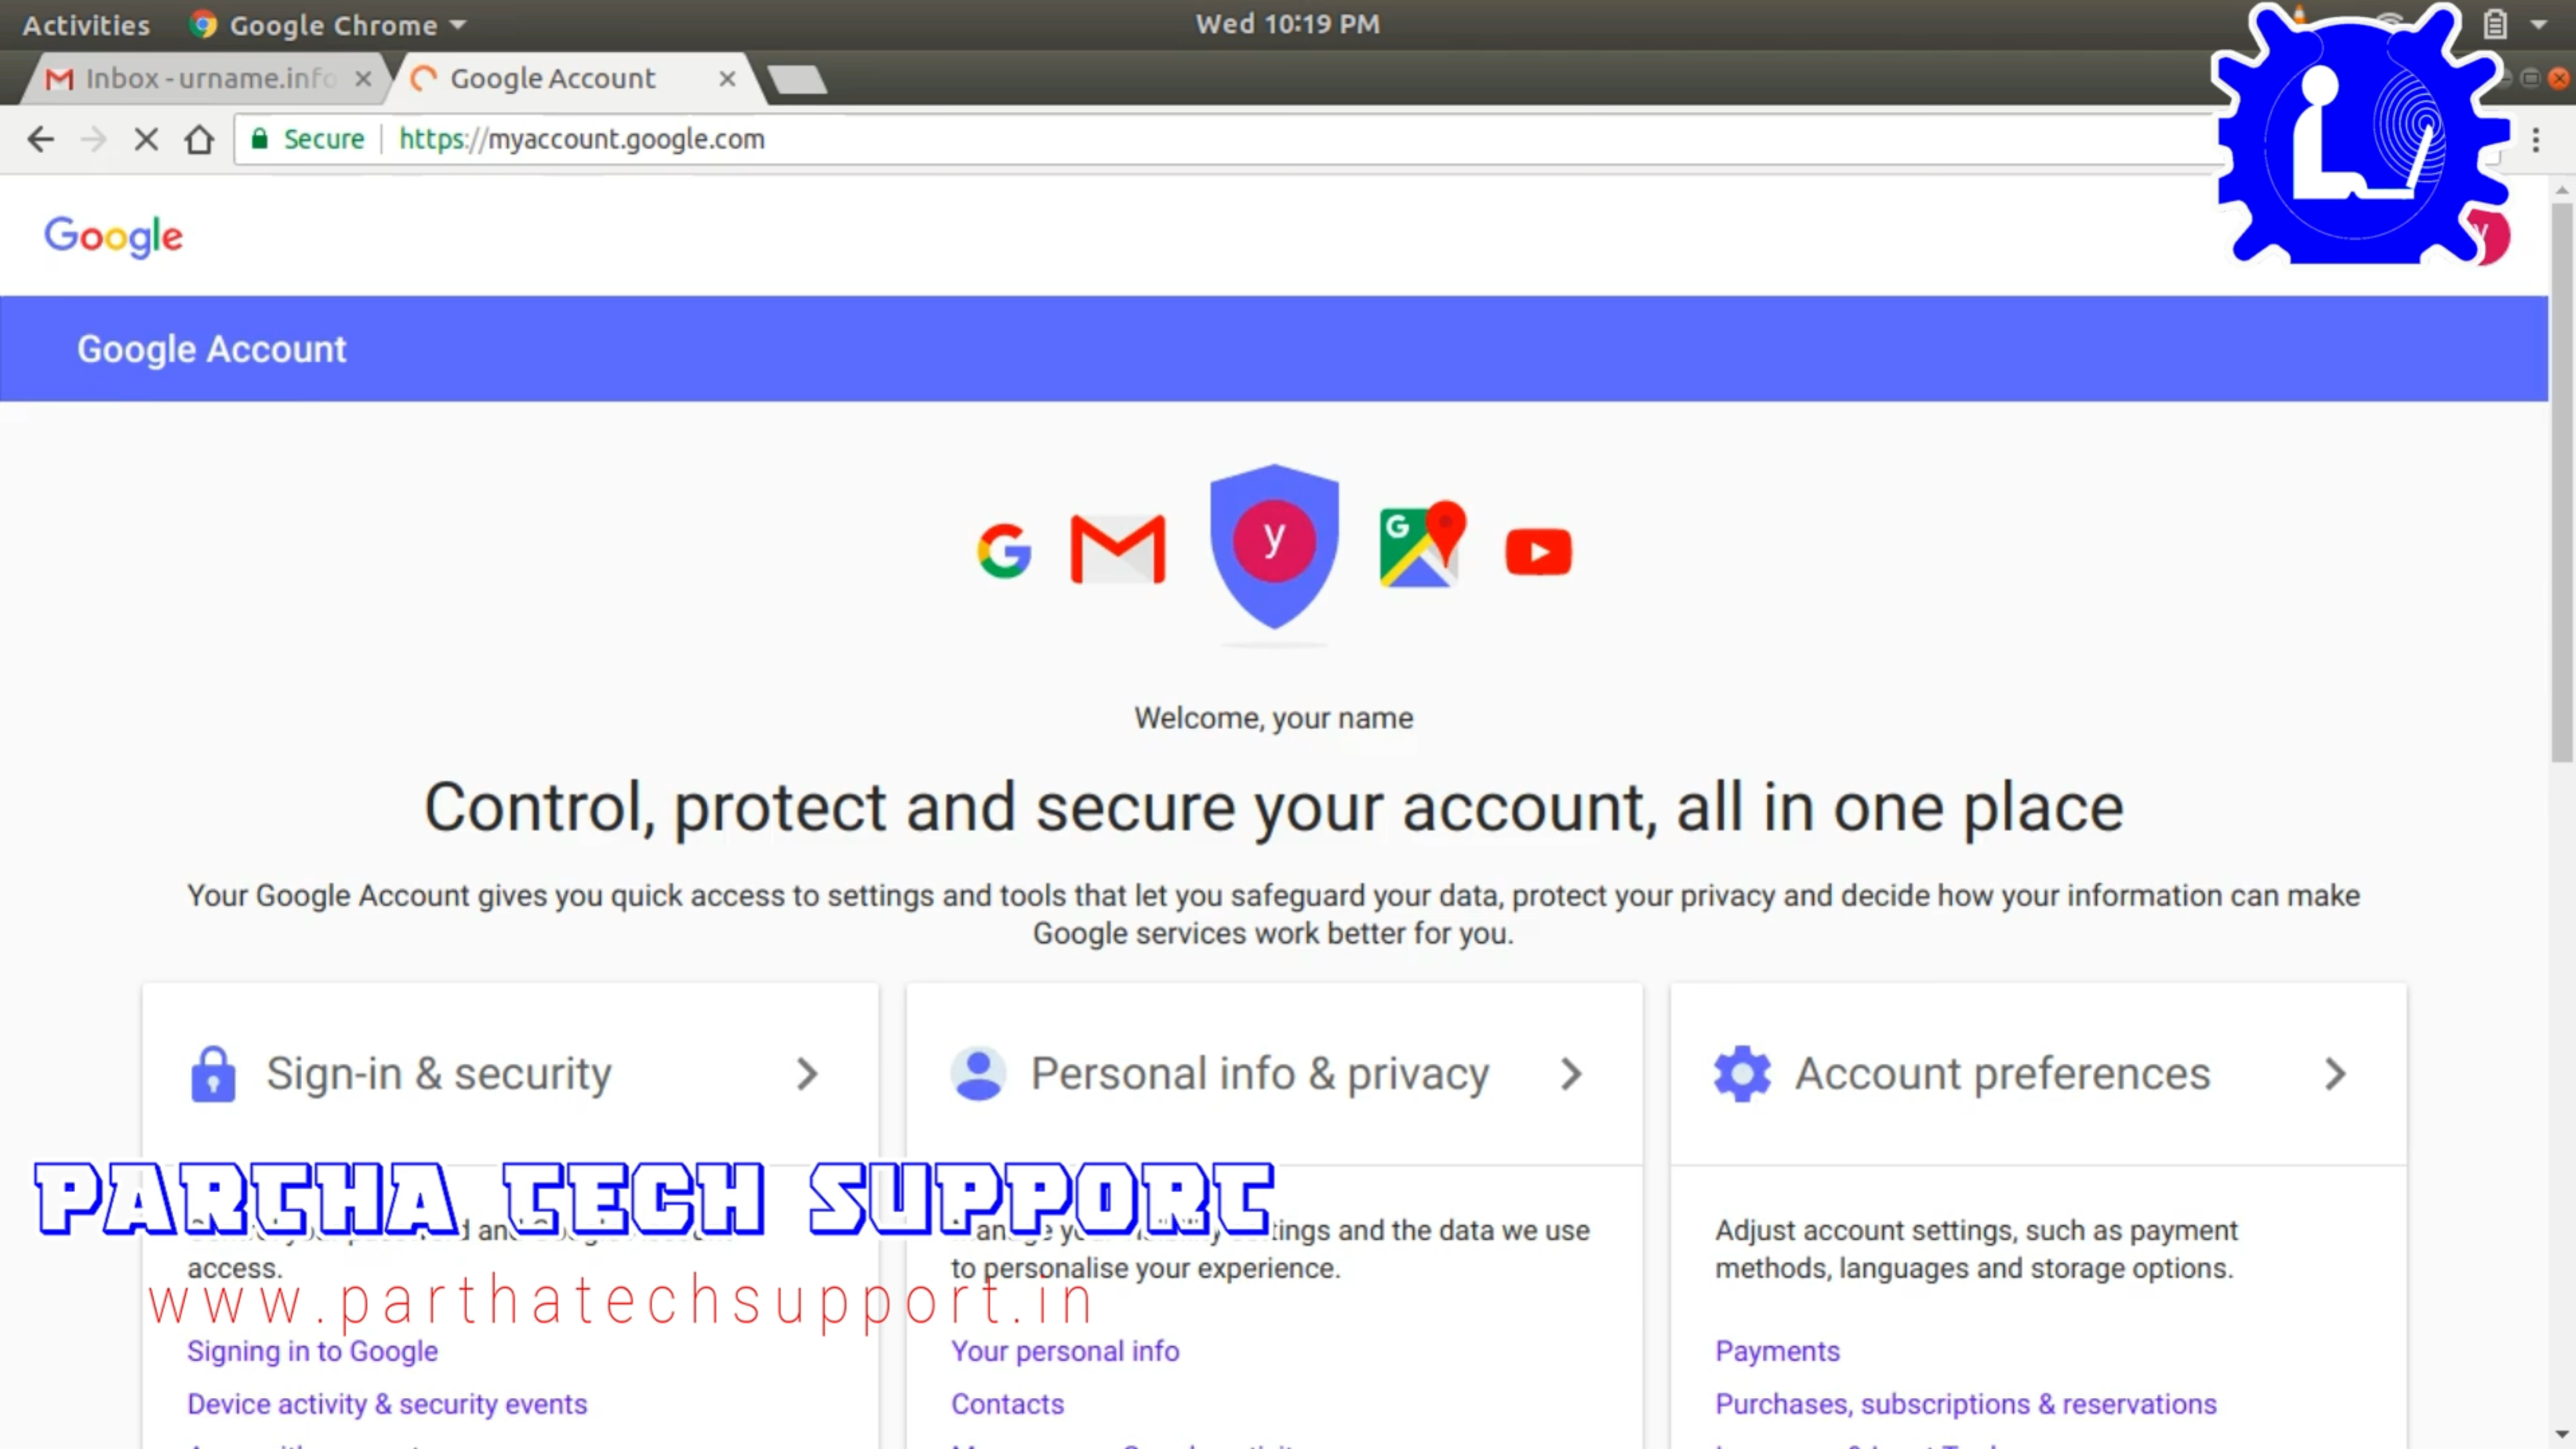 Activities Google Chrome Wed 10:19 PM
Inbox - urname.info Google Account
Secure https://myaccount.google.com
Google
Google Account
y
G
Welcome, your name
Control, protect and secure your account, all in one place
Your Google Account gives you quick access to settings and tools that let you safeguard your data, protect your privacy and decide how your information can make
Google services work better for you.
Sign-in & security
Personal info & privacy
Account preferences
PARTHA TECH SUPPORT
and
access.
www.parthatechsupport.in
Signing in to Google
Device activity & security events
and the data we use
to personalise your experience.
Your personal info
Contacts
Adjust account settings, such as payment
methods, languages and storage options.
Payments
Purchases, subscriptions & reservations